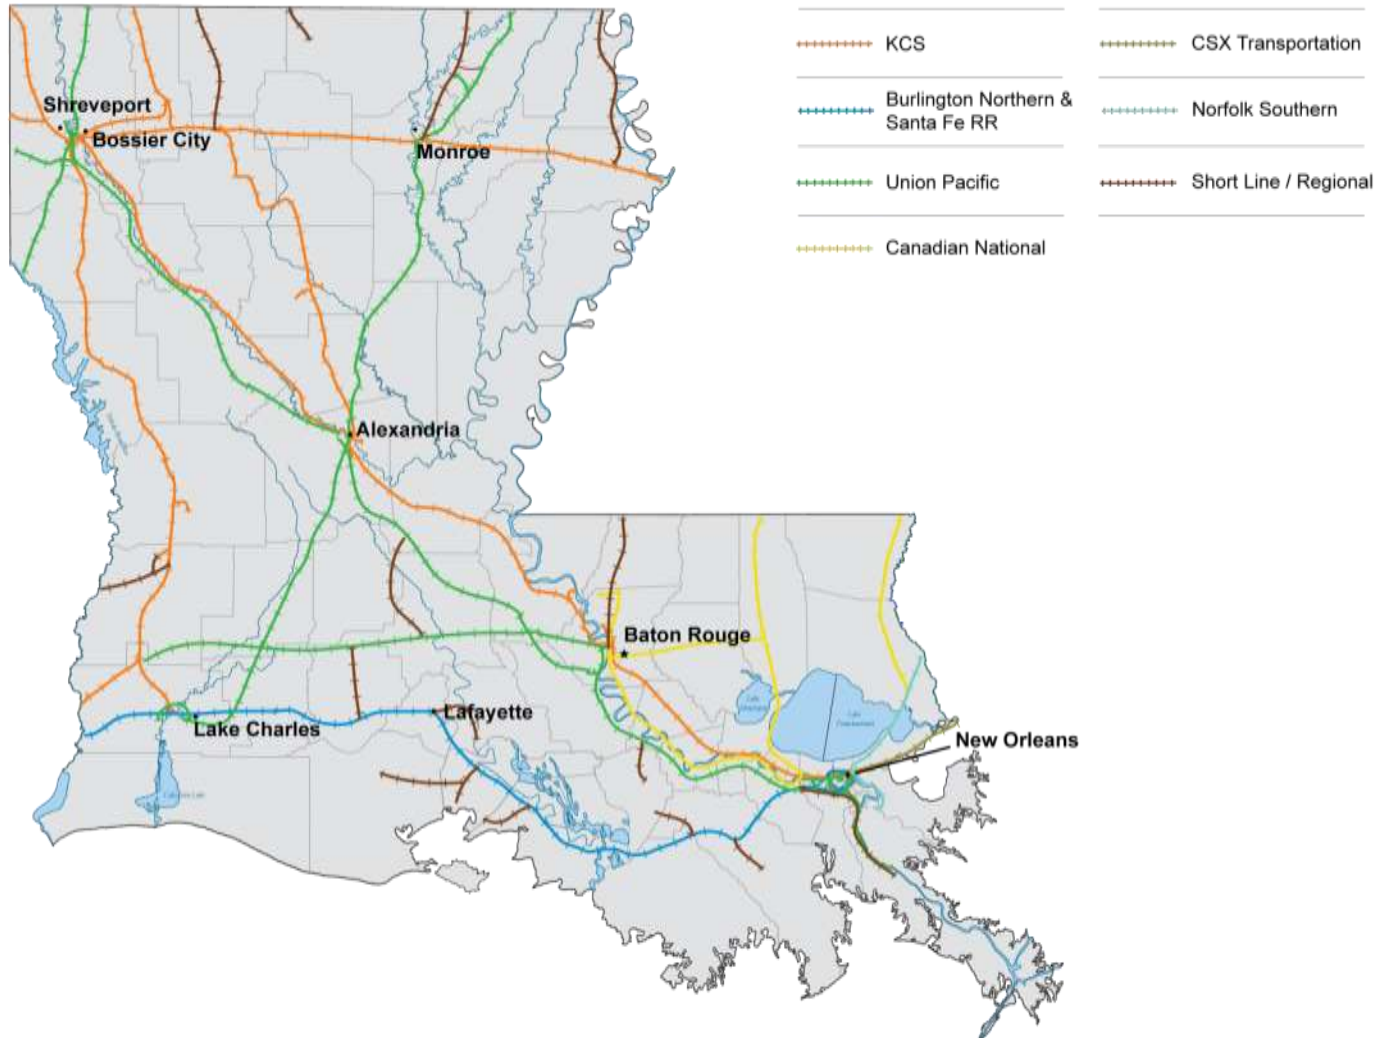 KCS
CSX Transportation
Burlington Northern &
Santa Fe RR
Norfolk Southern
Union Pacific
Short Line / Regional
Canadian National
Shreveport
Bossier City
Monroe
Alexandria
Baton Rouge
Lafayette
Lake Charles
New Orleans